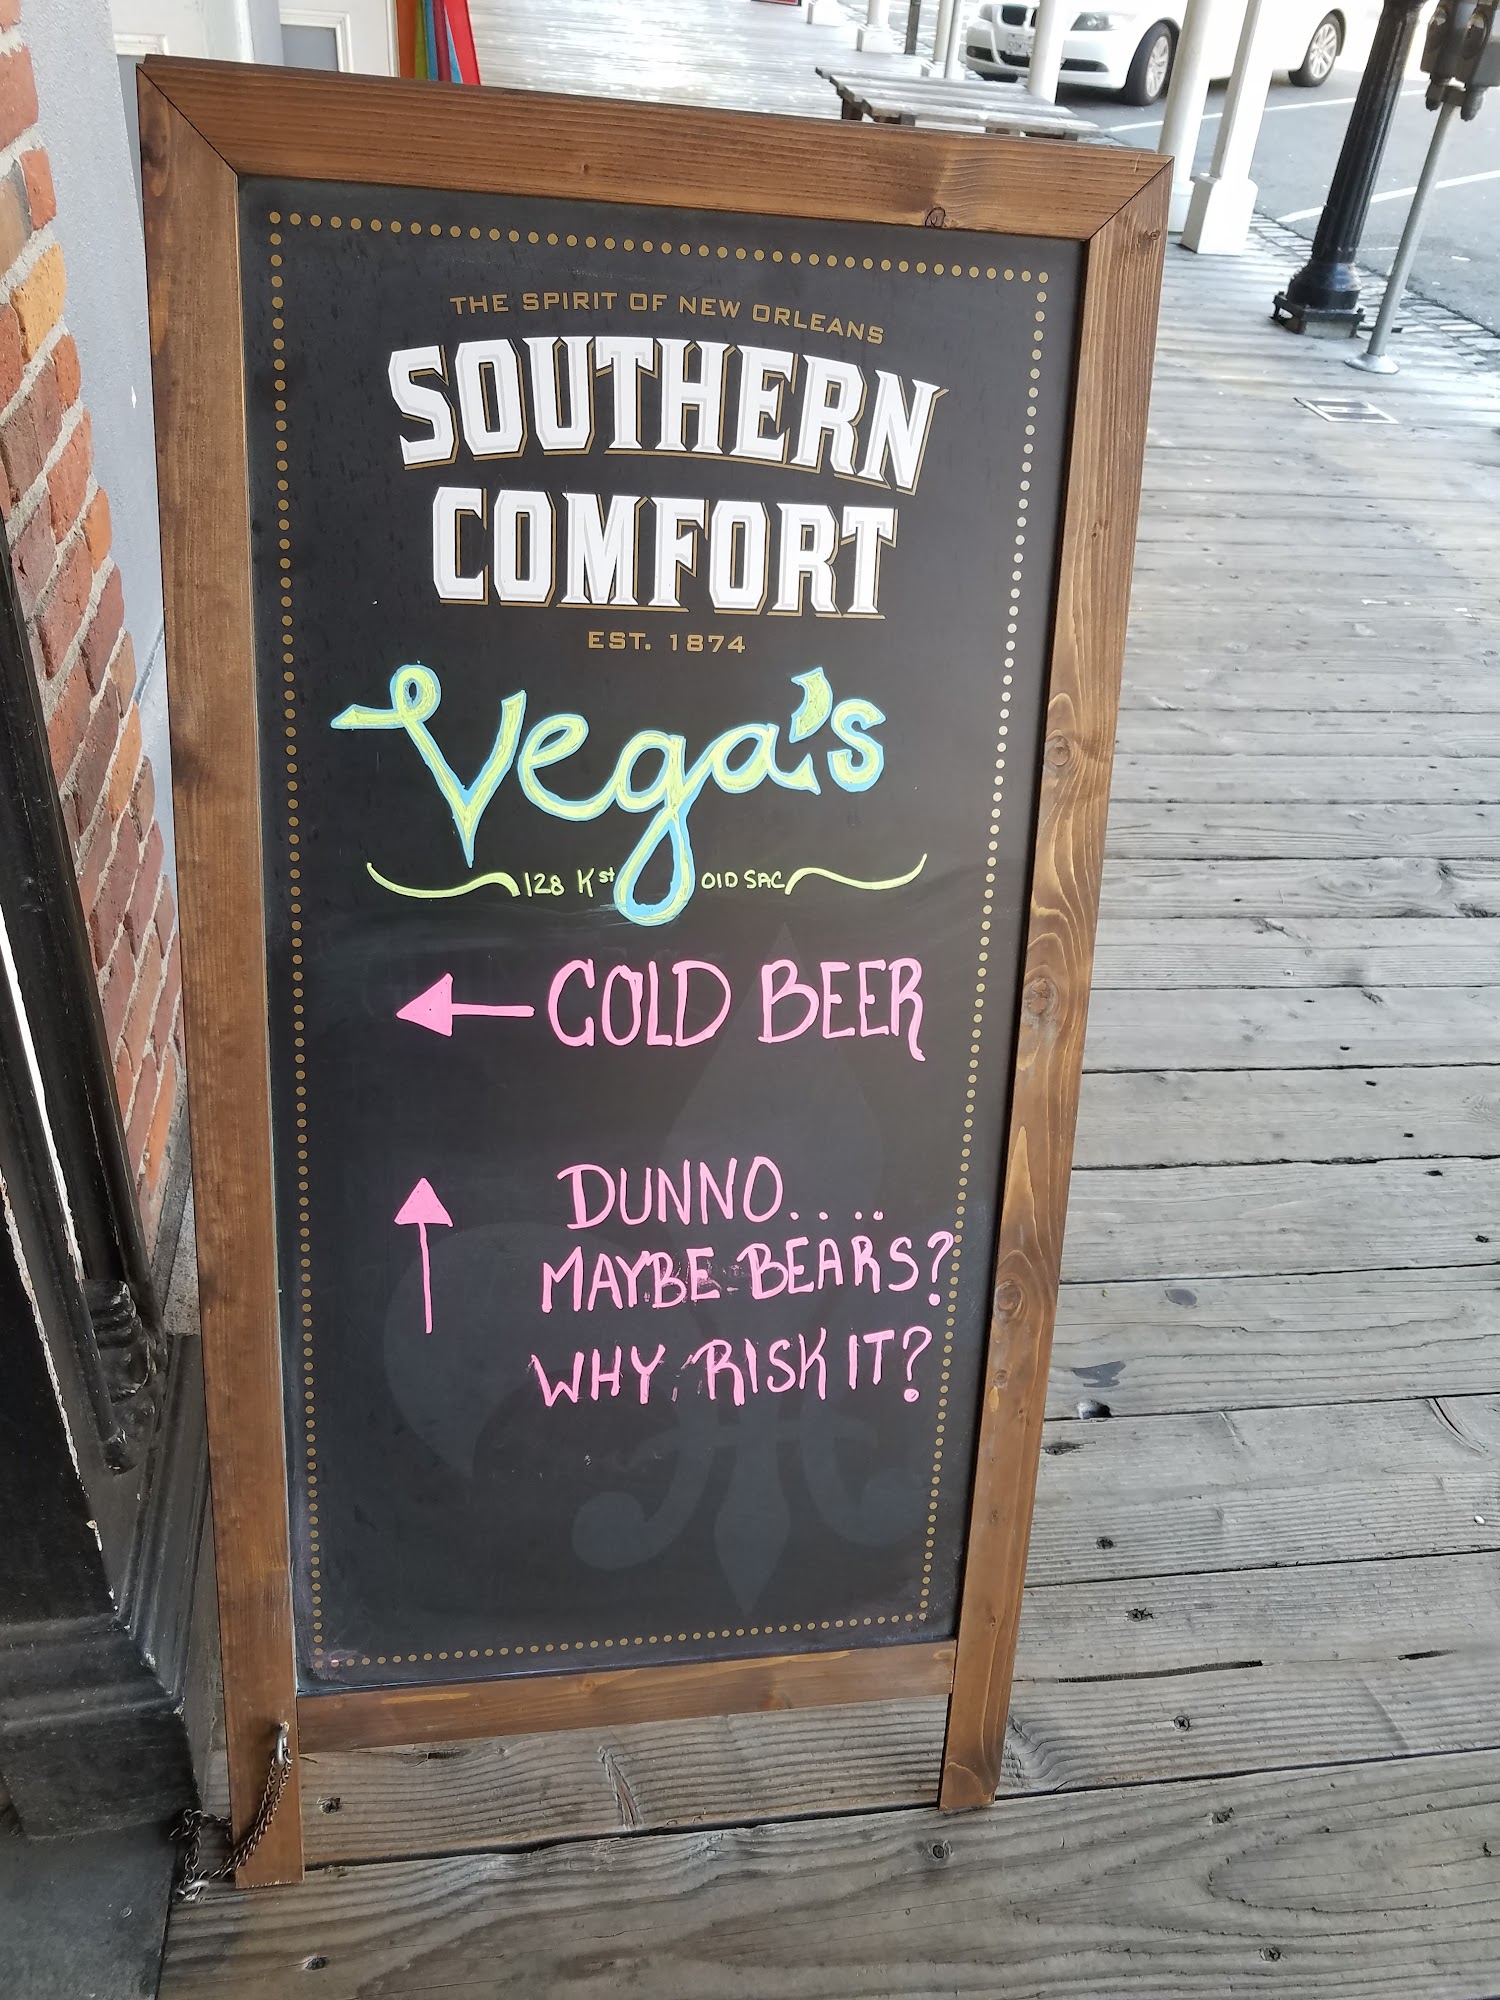 THE SPIRIT OF NEW ORLEANS
SOUTHERN
COMFORT
EST. 1874
Vega's
128 K st OLD SAC
COLD BEER
DUNNO....
MAYBE BEARS?
WHY RISK IT?